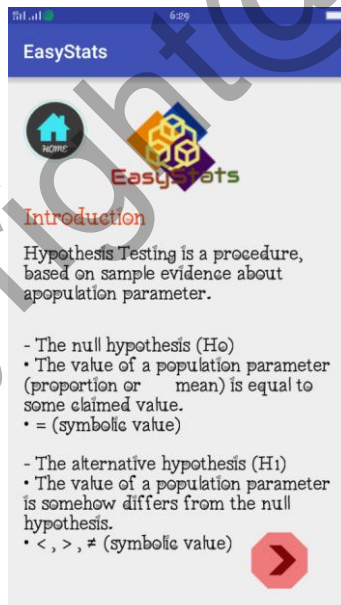 6:29
EasyStats
HOME
EasyStats
Introduction
Hypothesis Testing is a procedure,
based on sample evidence about
apopulation parameter.
- The null hypothesis (H0)
• The value of a population parameter
(proportion or mean) is equal to
some claimed value.
• = (symbolic value)
- The alternative hypothesis (H1)
• The value of a population parameter
is somehow differs from the null
hypothesis.
• < , > , ≠ (symbolic value)